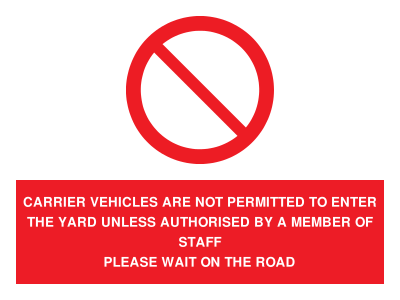 CARRIER VEHICLES ARE NOT PERMITTED TO ENTER
THE YARD UNLESS AUTHORISED BY A MEMBER OF
STAFF
PLEASE WAIT ON THE ROAD